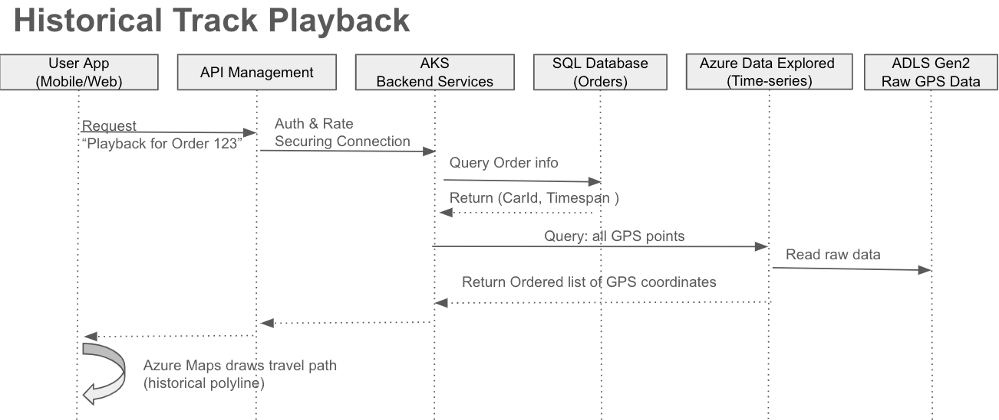 Historical Track Playback
User App
(Mobile/Web)
API Management
AKS
Backend Services
SQL Database
(Orders)
Azure Data Explored
(Time-series)
ADLS Gen2
Raw GPS Data
Request
“Playback for Order 123”
Auth & Rate
Securing Connection
Query Order info
Return (CarId, Timespan )
Query: all GPS points
Read raw data
Return Ordered list of GPS coordinates
Azure Maps draws travel path
(historical polyline)